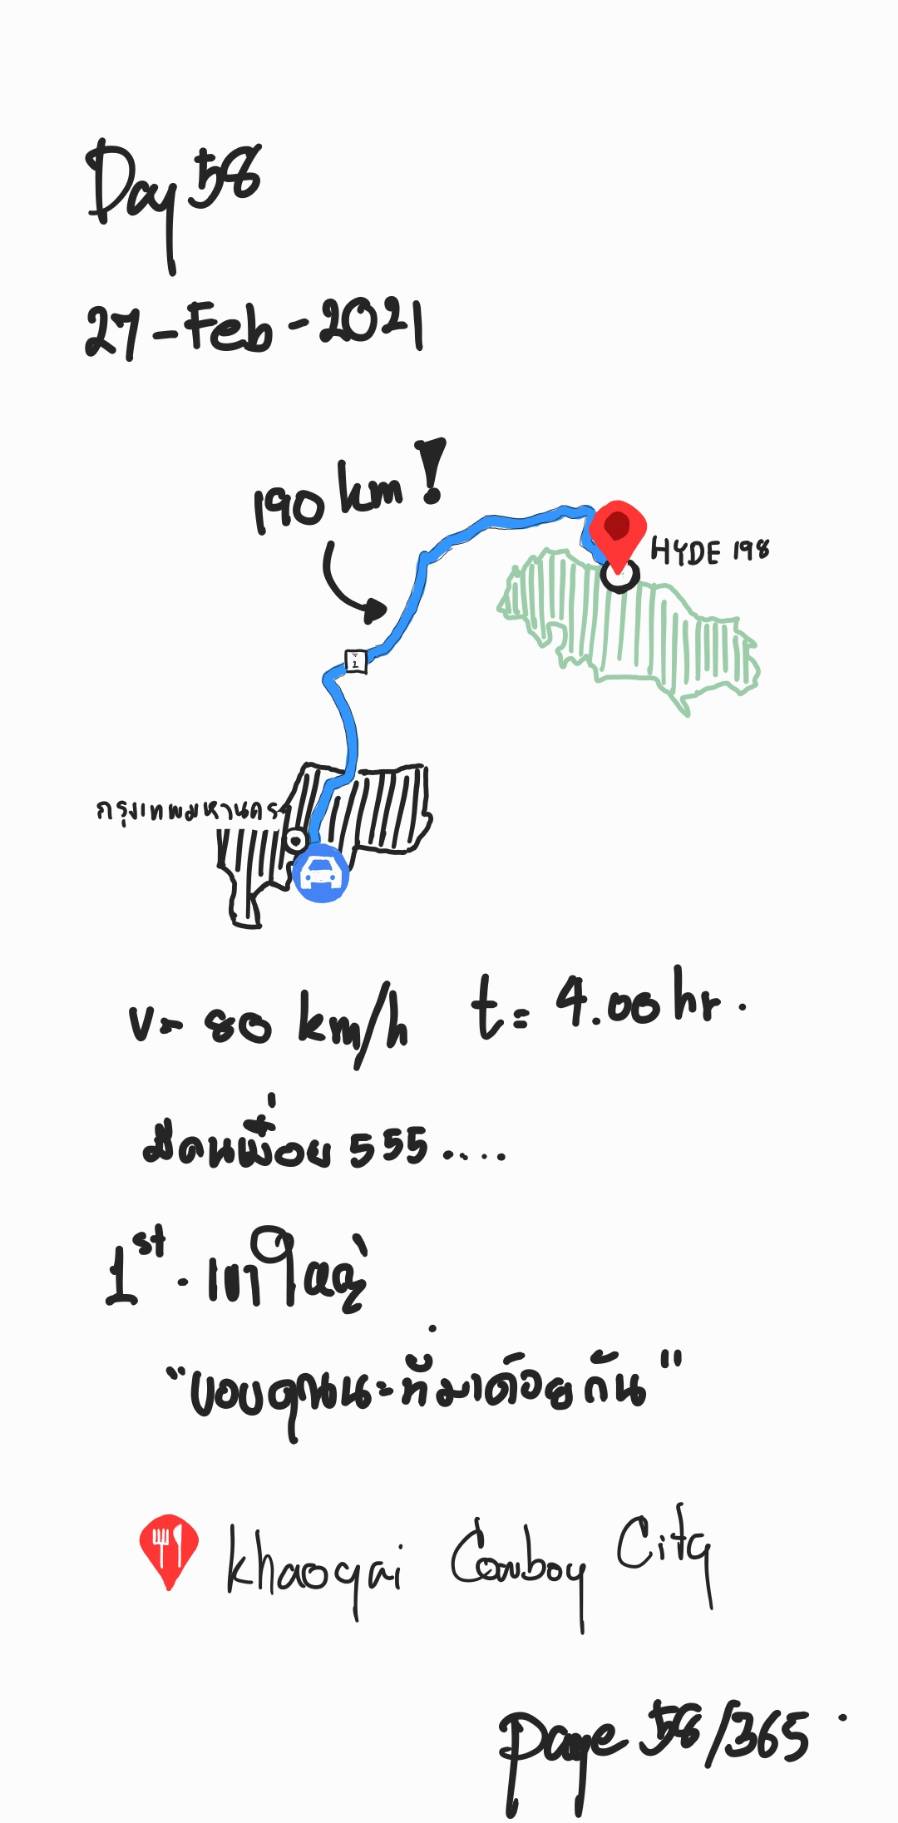 Day 58
27-Feb-2021
190 km!
HYDE 198
1
กรุงเทพมหานคร
v= 80 km/h t= 4.00 hr.
มีคนเมื่อย 555....
1st. เขาใหญ่
"ขอบคุณนะที่มาด้วยกัน"
Khaoyai Cowboy City
page 58/365.